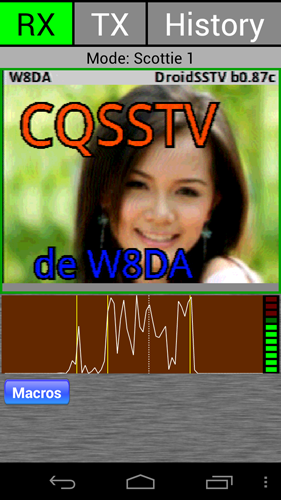 RX TX History
Mode: Scottie 1
W8DA DroidSSTV b0.87c
CQSSTV
de W8DA
Macros